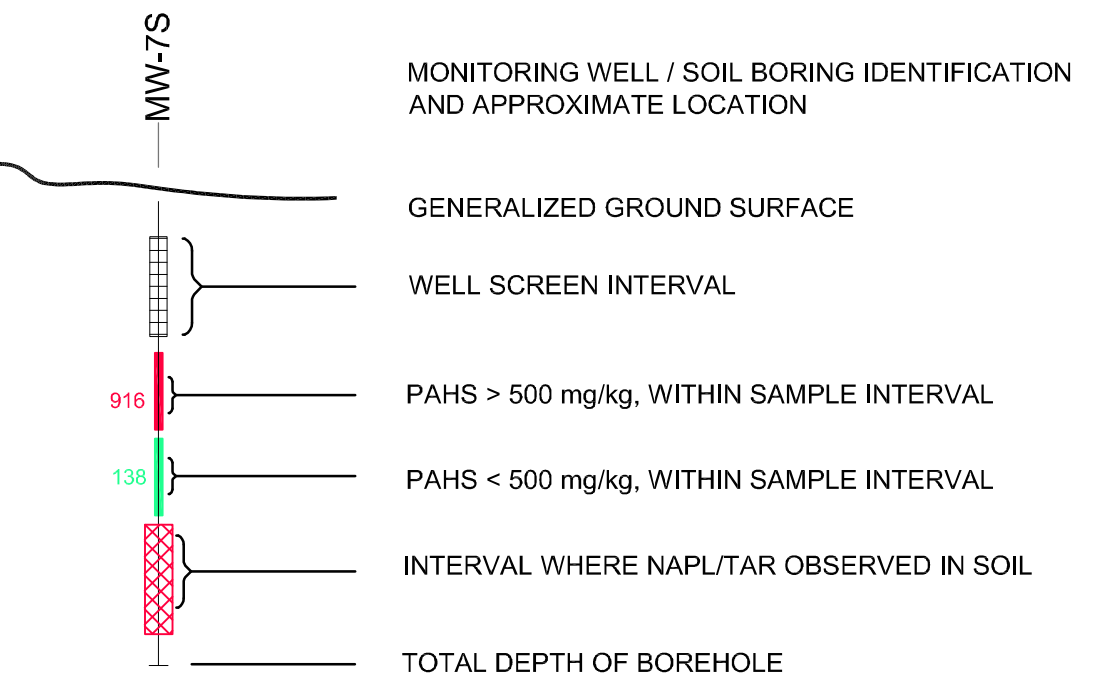 MW-7S
MONITORING WELL / SOIL BORING IDENTIFICATION
AND APPROXIMATE LOCATION
GENERALIZED GROUND SURFACE
WELL SCREEN INTERVAL
916
PAHS > 500 mg/kg, WITHIN SAMPLE INTERVAL
138
PAHS < 500 mg/kg, WITHIN SAMPLE INTERVAL
INTERVAL WHERE NAPL/TAR OBSERVED IN SOIL
TOTAL DEPTH OF BOREHOLE